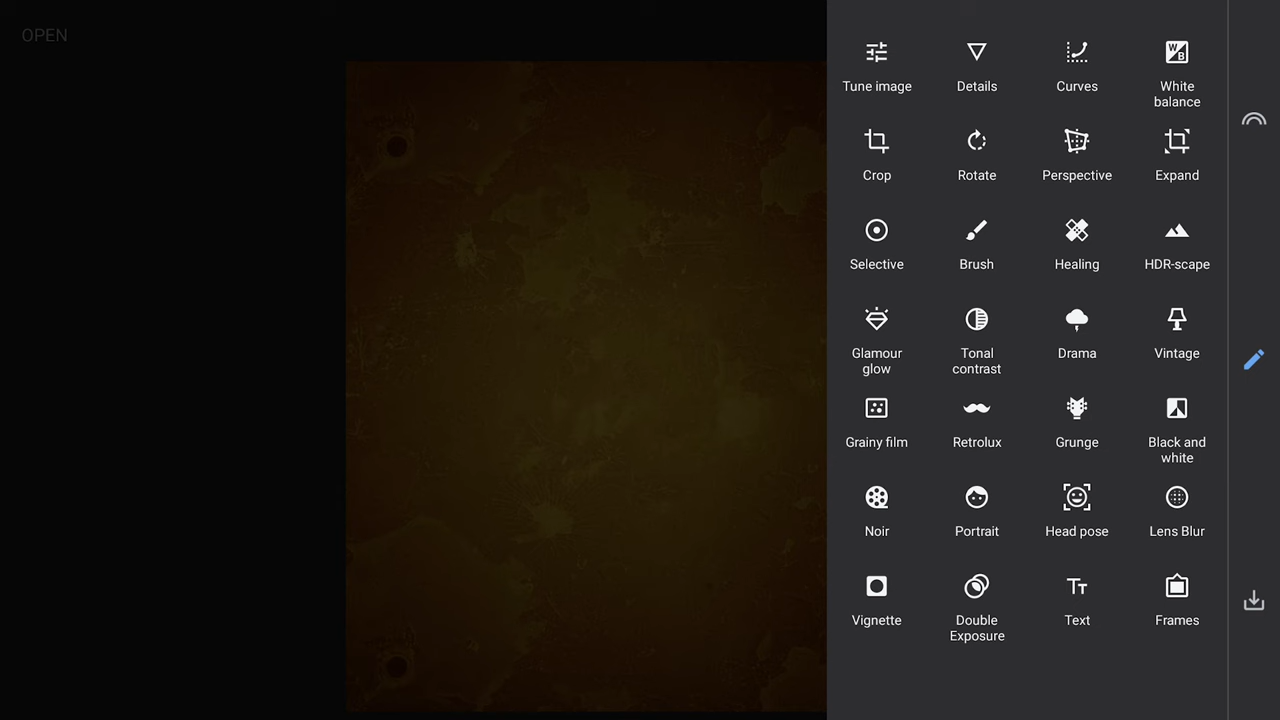 OPEN
Tune image
Details
Curves
White
balance
Crop
Rotate
Perspective
Expand
Selective
Brush
Healing
HDR-scape
Glamour
glow
Tonal
contrast
Drama
Vintage
Grainy film
Retrolux
Grunge
Black and
white
Noir
Portrait
Head pose
Lens Blur
Vignette
Double
Exposure
Text
Frames